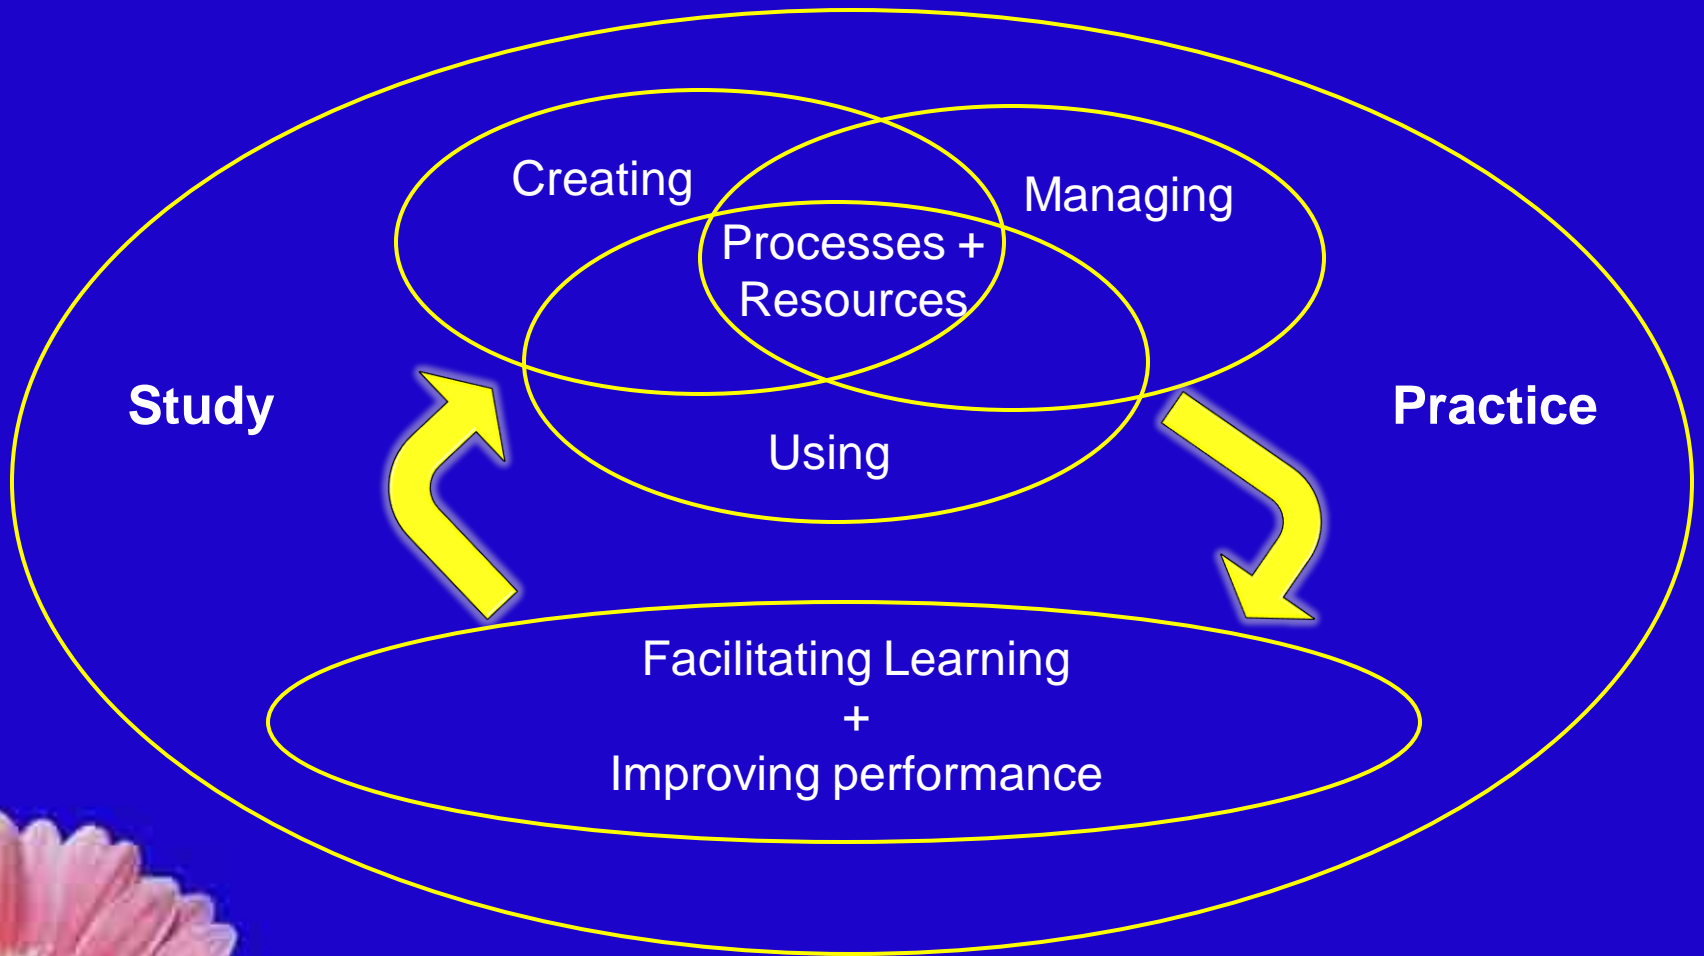 Creating
Managing
Processes +
Resources
Study
Practice
Using
Facilitating Learning
+
Improving performance